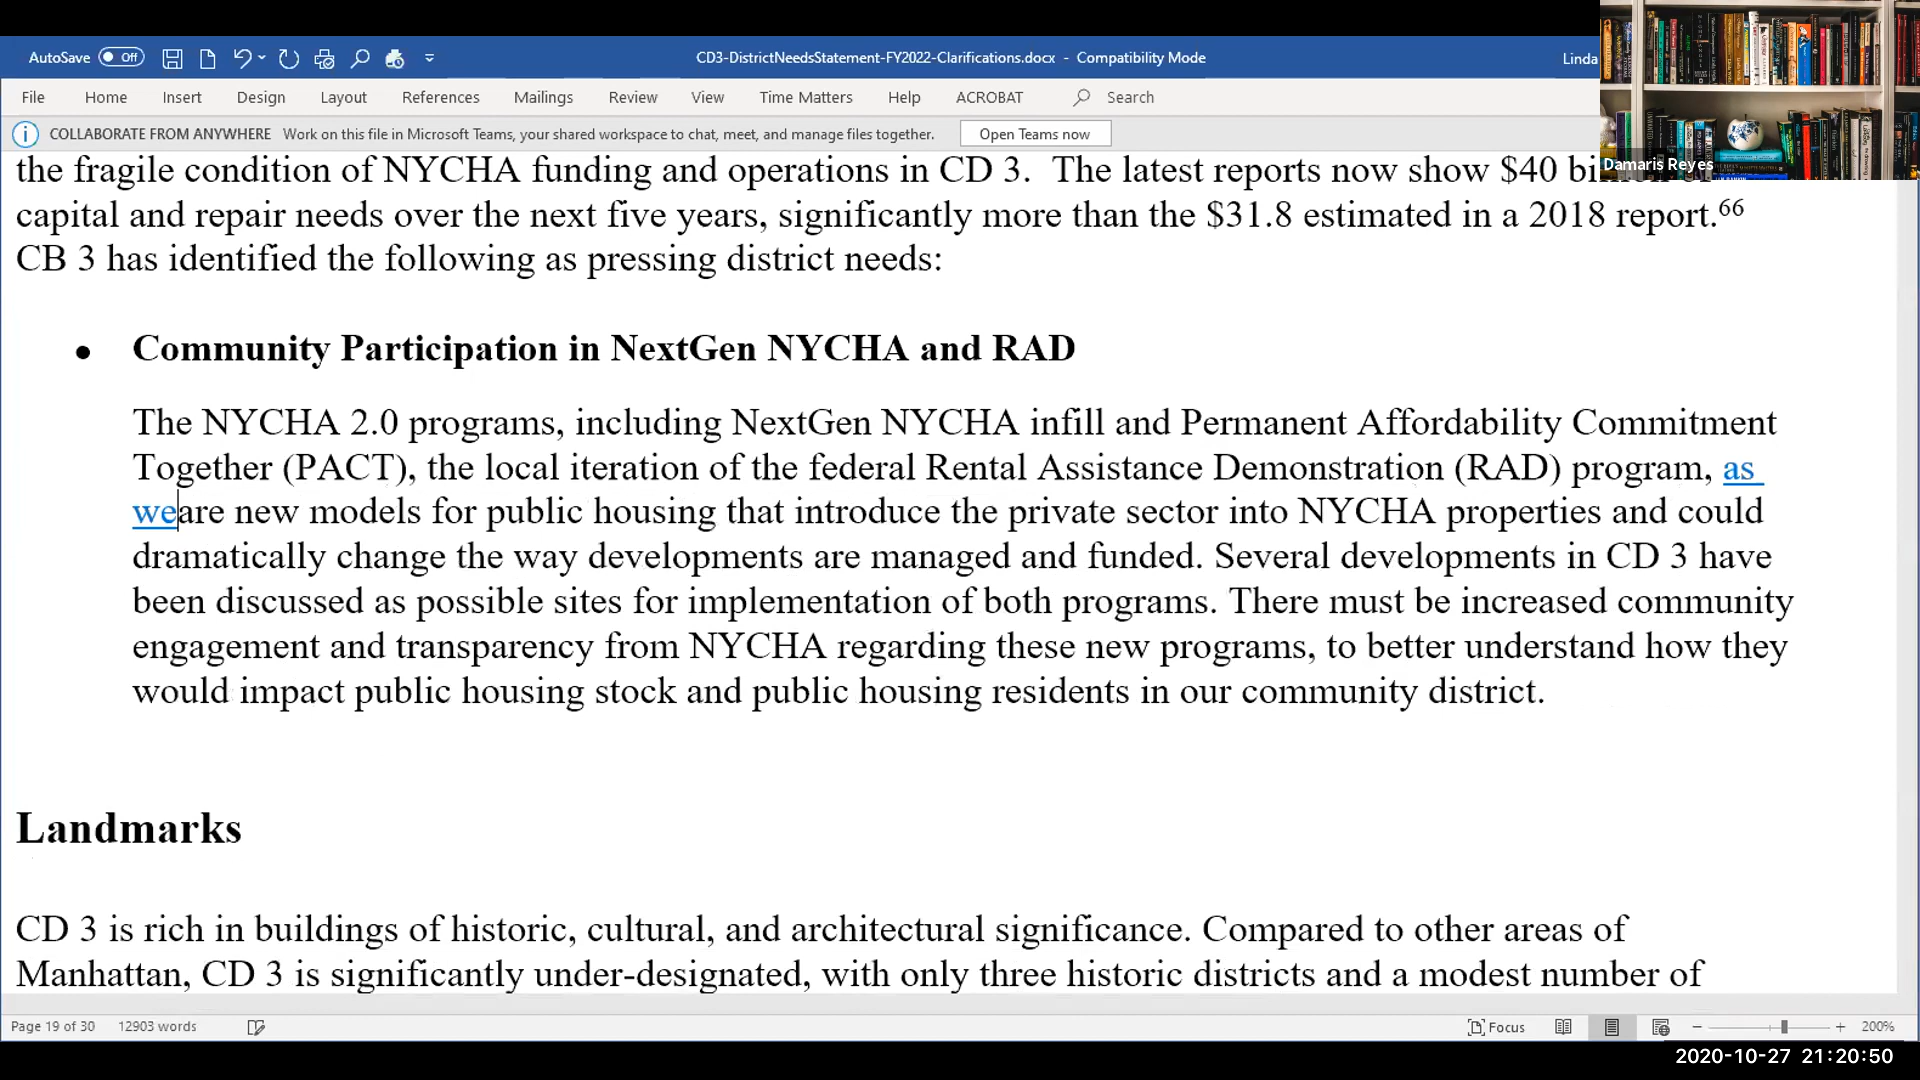 AutoSave Off CD3-DistrictNeedsStatement-FY2022-Clarifications.docx - Compatibility Mode Linda
File Home Insert Design Layout References Mailings Review View Time Matters Help ACROBAT Search
COLLABORATE FROM ANYWHERE Work on this file in Microsoft Teams, your shared workspace to chat, meet, and manage files together. Open Teams now
Damaris Reyes
the fragile condition of NYCHA funding and operations in CD 3. The latest reports now show $40
capital and repair needs over the next five years, significantly more than the $31.8 estimated in a 2018 report.66
CB 3 has identified the following as pressing district needs:
• Community Participation in NextGen NYCHA and RAD
The NYCHA 2.0 programs, including NextGen NYCHA infill and Permanent Affordability Commitment
Together (PACT), the local iteration of the federal Rental Assistance Demonstration (RAD) program, as
weare new models for public housing that introduce the private sector into NYCHA properties and could
dramatically change the way developments are managed and funded. Several developments in CD 3 have
been discussed as possible sites for implementation of both programs. There must be increased community
engagement and transparency from NYCHA regarding these new programs, to better understand how they
would impact public housing stock and public housing residents in our community district.
Landmarks
CD 3 is rich in buildings of historic, cultural, and architectural significance. Compared to other areas of
Manhattan, CD 3 is significantly under-designated, with only three historic districts and a modest number of
Page 19 of 30 12903 words Focus 200%
2020-10-27 21:20:50